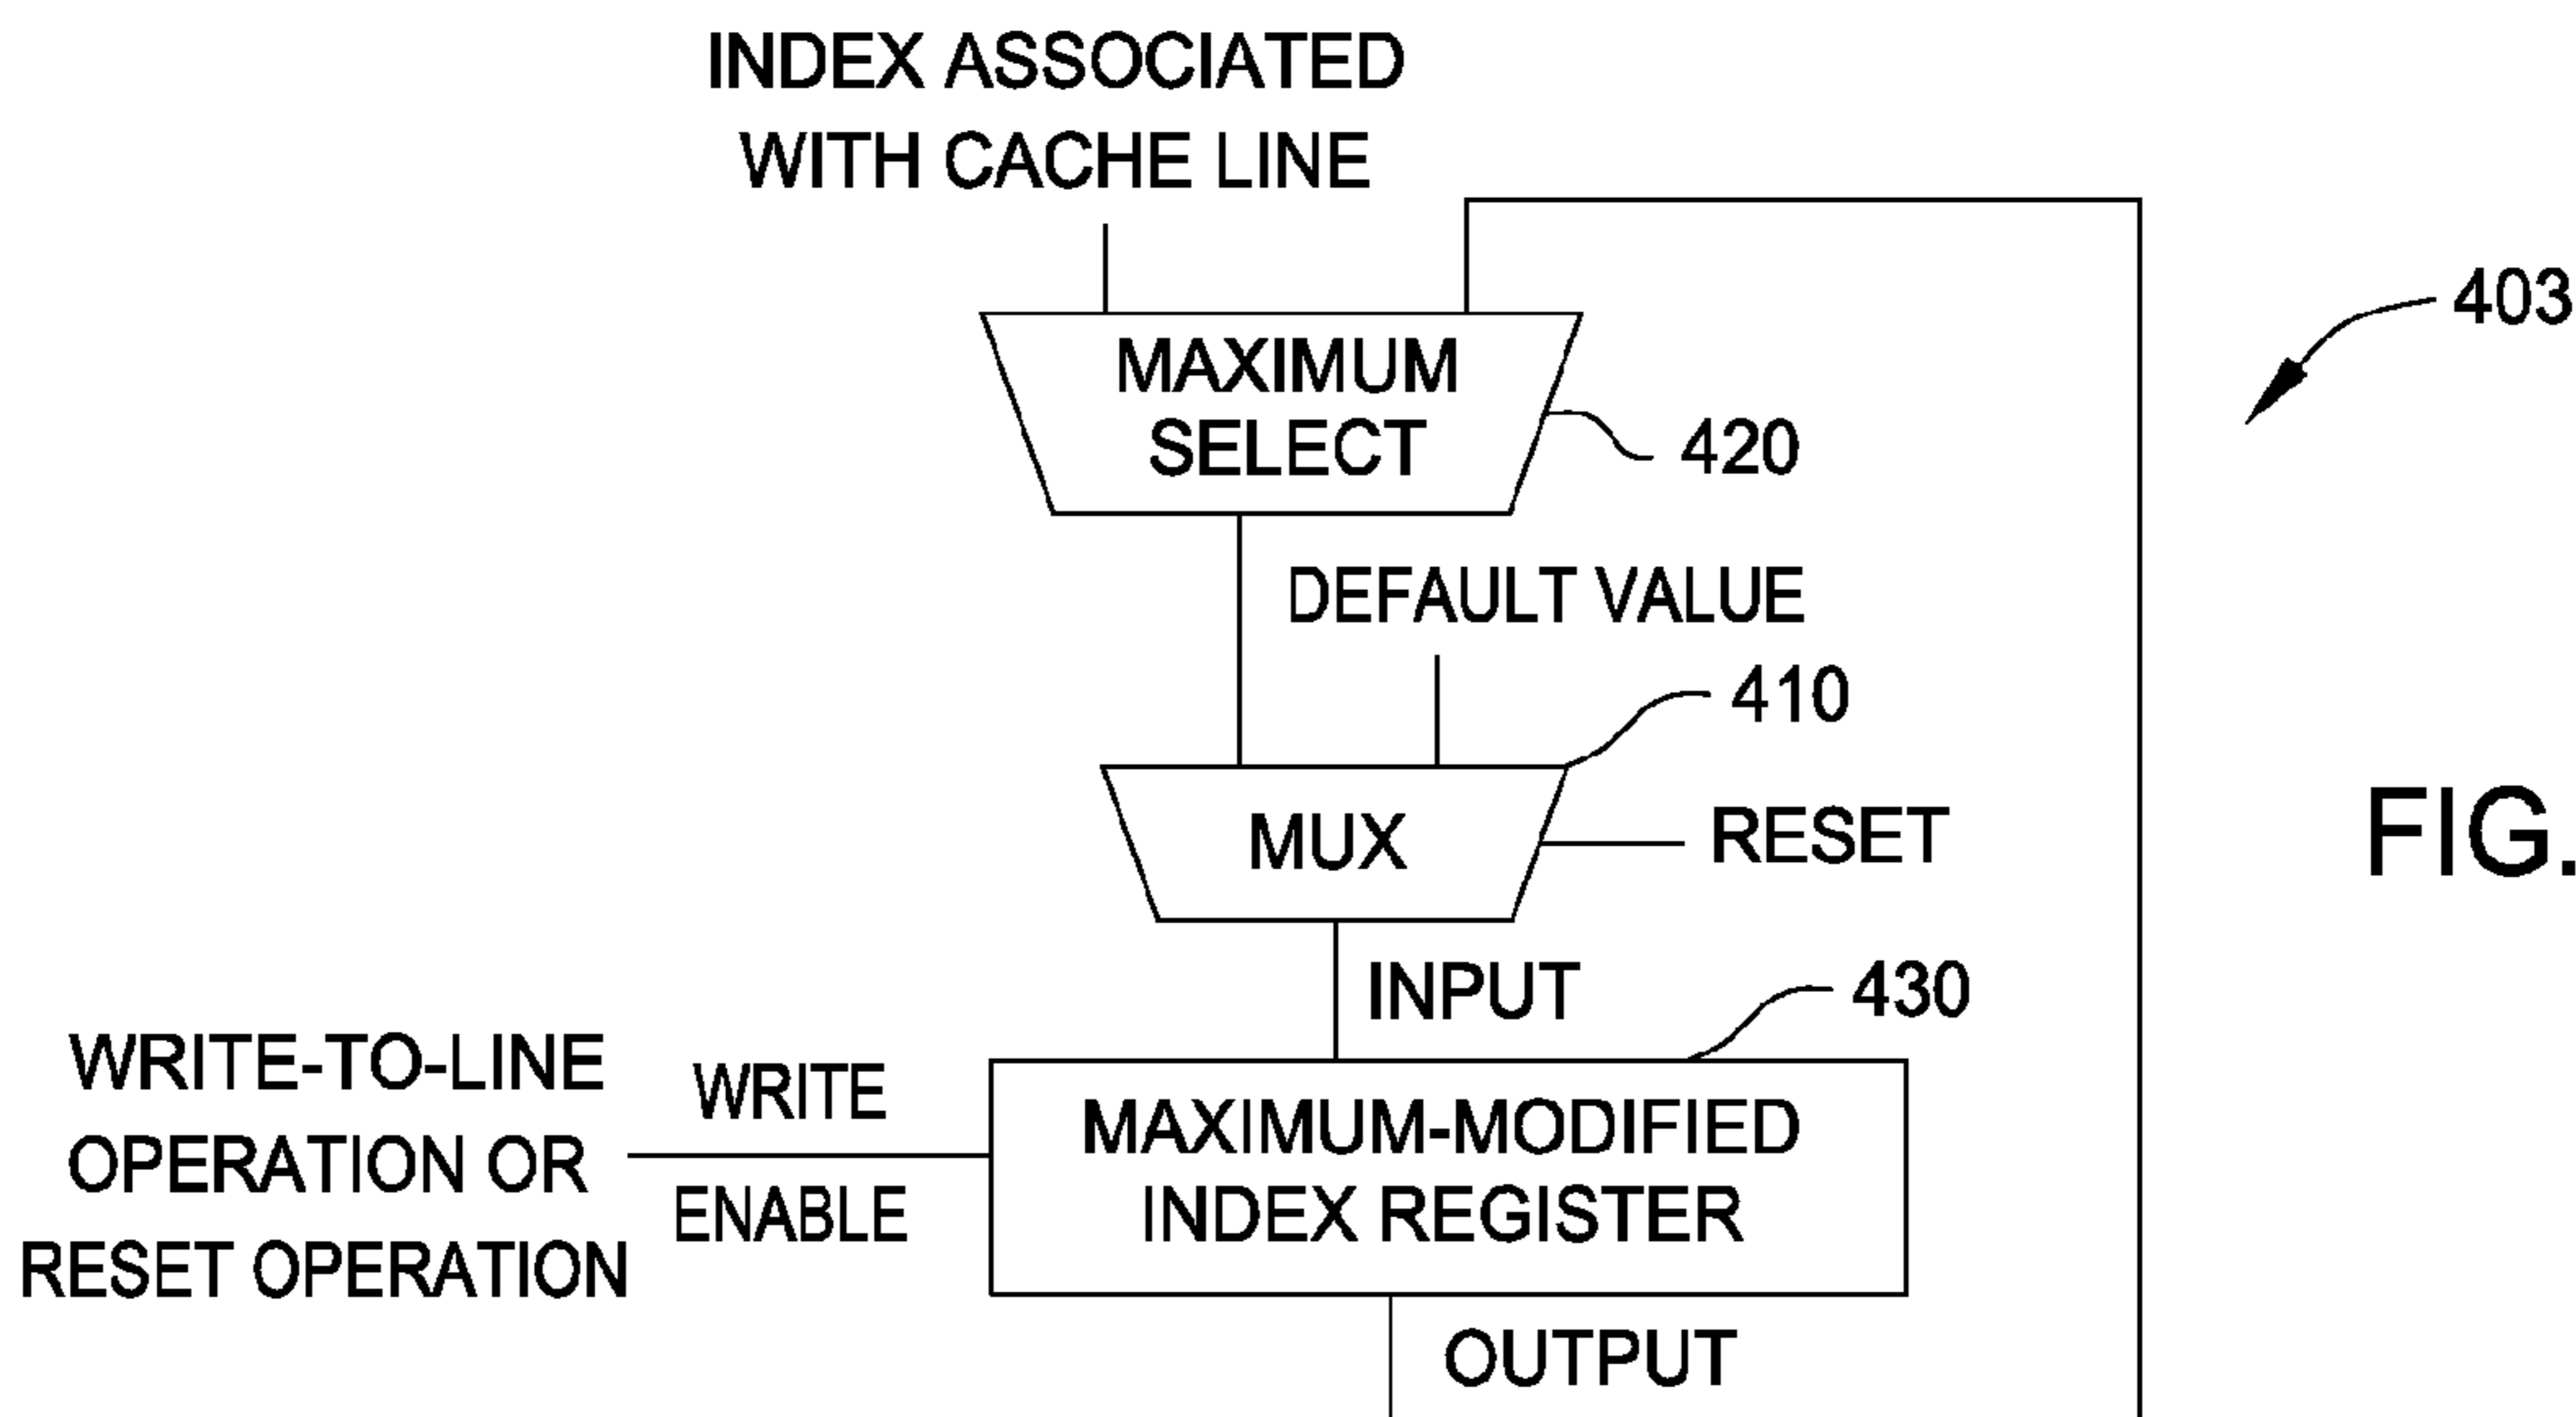 INDEX ASSOCIATED
WITH CACHE LINE
403
MAXIMUM
SELECT
420
DEFAULT VALUE
410
MUX
RESET
FIG.
INPUT
430
WRITE-TO-LINE
OPERATION OR
RESET OPERATION
WRITE
ENABLE
MAXIMUM-MODIFIED
INDEX REGISTER
OUTPUT